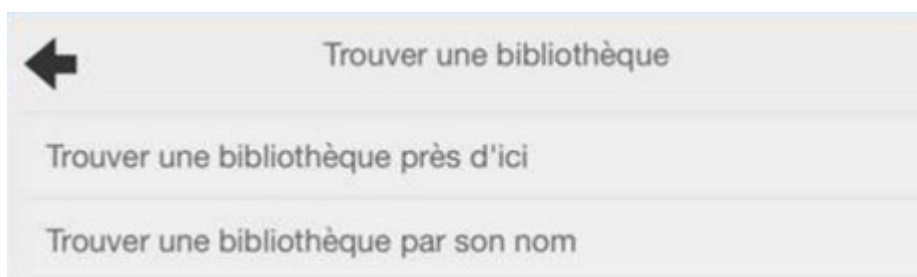 Trouver une bibliothèque
Trouver une bibliothèque près d'ici
Trouver une bibliothèque par son nom